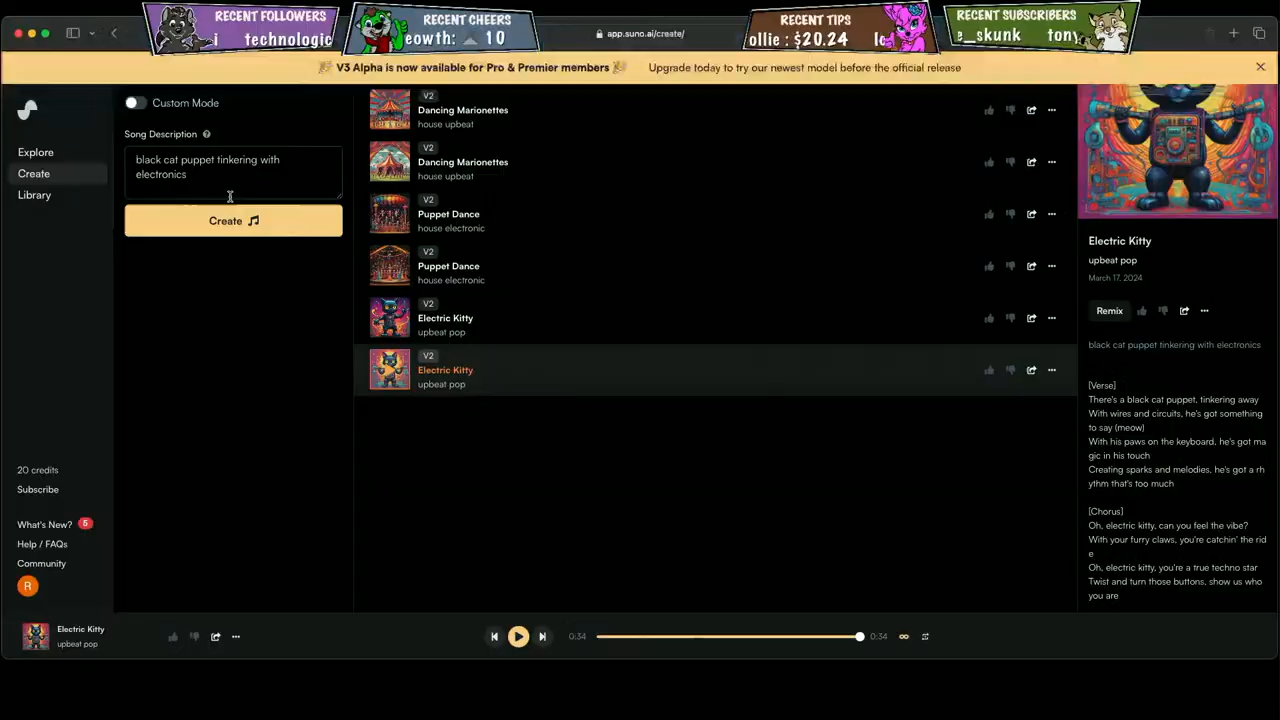 RECENT FOLLOWERS
i technologic
RECENT CHEERS
eowth: 10
RECENT TIPS
ollie : $20.24
RECENT SUBSCRIBERS
e_skunk tony
app.suno.ai/create/
V3 Alpha is now available for Pro & Premier members
Upgrade today to try our newest model before the official release
Explore
Create
Library
20 credits
Subscribe
What's New? 5
Help / FAQs
Community
R
Custom Mode
Song Description
black cat puppet tinkering with
electronics
Create
V2
Dancing Marionettes
house upbeat
V2
Dancing Marionettes
house upbeat
V2
Puppet Dance
house electronic
V2
Puppet Dance
house electronic
V2
Electric Kitty
upbeat pop
V2
Electric Kitty
upbeat pop
Electric Kitty
upbeat pop
March 17, 2024
Remix
black cat puppet tinkering with electronics
[Verse]
There's a black cat puppet, tinkering away
With wires and circuits, he's got something
to say (meow)
With his paws on the keyboard, he's got ma
gic in his touch
Creating sparks and melodies, he's got a rh
ythm that's too much
[Chorus]
Oh, electric kitty, can you feel the vibe?
With your furry claws, you're catchin' the rid
e
Oh, electric kitty, you're a true techno star
Twist and turn those buttons, show us who
you are
Electric Kitty
upbeat pop
0:34
0:34